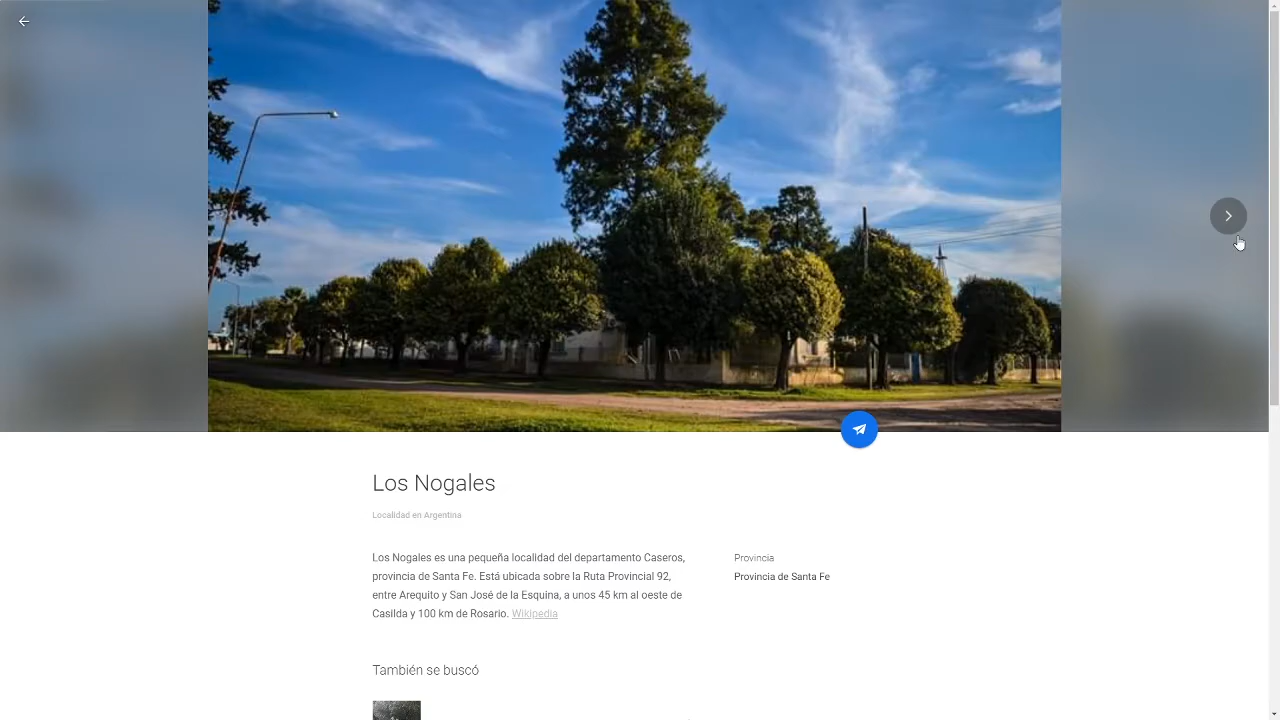 Los Nogales
Localidad en Argentina
Los Nogales es una pequeña localidad del departamento Caseros,
provincia de Santa Fe. Está ubicada sobre la Ruta Provincial 92,
entre Arequito y San José de la Esquina, a unos 45 km al oeste de
Casilda y 100 km de Rosario. Wikipedia
Provincia
Provincia de Santa Fe
También se buscó